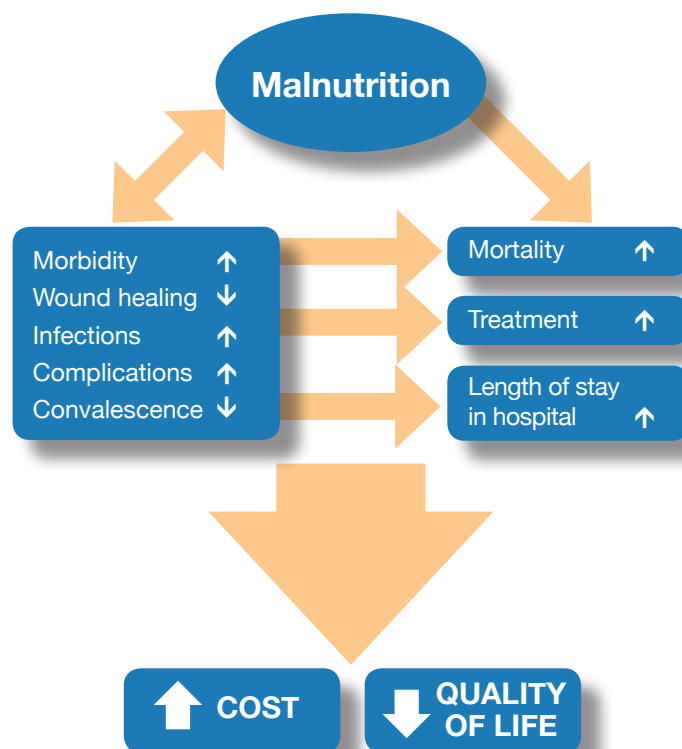 Malnutrition
Morbidity ↑
Wound healing ↓
Infections ↑
Complications ↑
Convalescence ↓
Mortality ↑
Treatment ↑
Length of stay
in hospital ↑
COST
QUALITY
OF LIFE